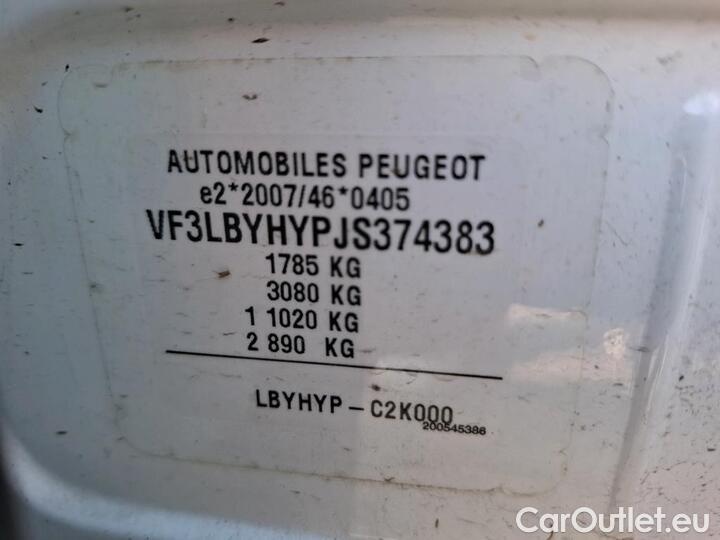 AUTOMOBILES PEUGEOT
e2*2007/46*0405
VF3LBYHYPJS374383
1785 KG
3080 KG
1 1020 KG
2 890 KG
LBYHYP - C2K000
200545386
CarOutlet.eu